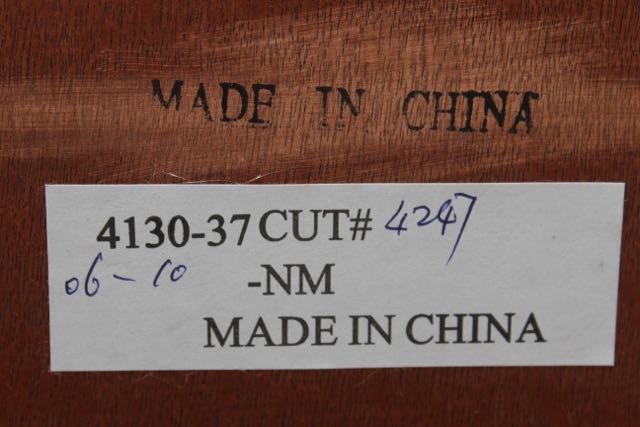 MADE IN CHINA
4130-37 CUT# 4247
06-10 -NM
MADE IN CHINA